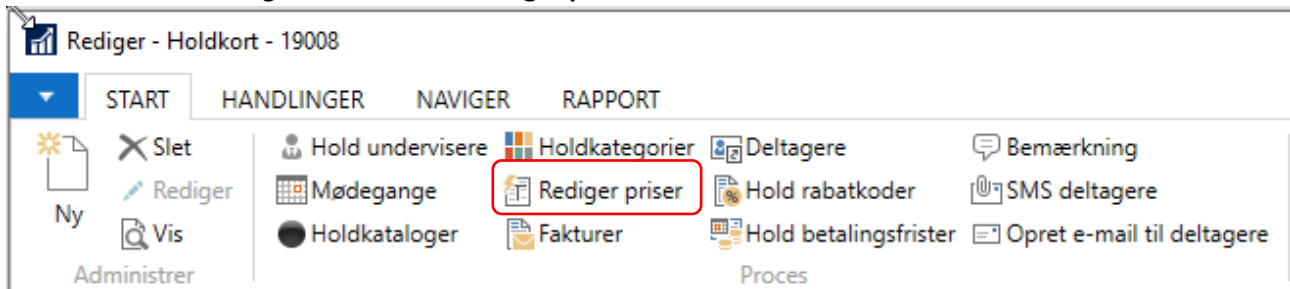 Rediger - Holdkort - 19008
START HANDLINGER NAVIGER RAPPORT
Slet Hold undervisere Holdkategorier Deltagere Bemærkning
Rediger Mødegange Rediger priser Hold rabatkoder SMS deltagere
Ny Vis Holdkataloger Fakturer Hold betalingsfrister Opret e-mail til deltagere
Administrer Proces